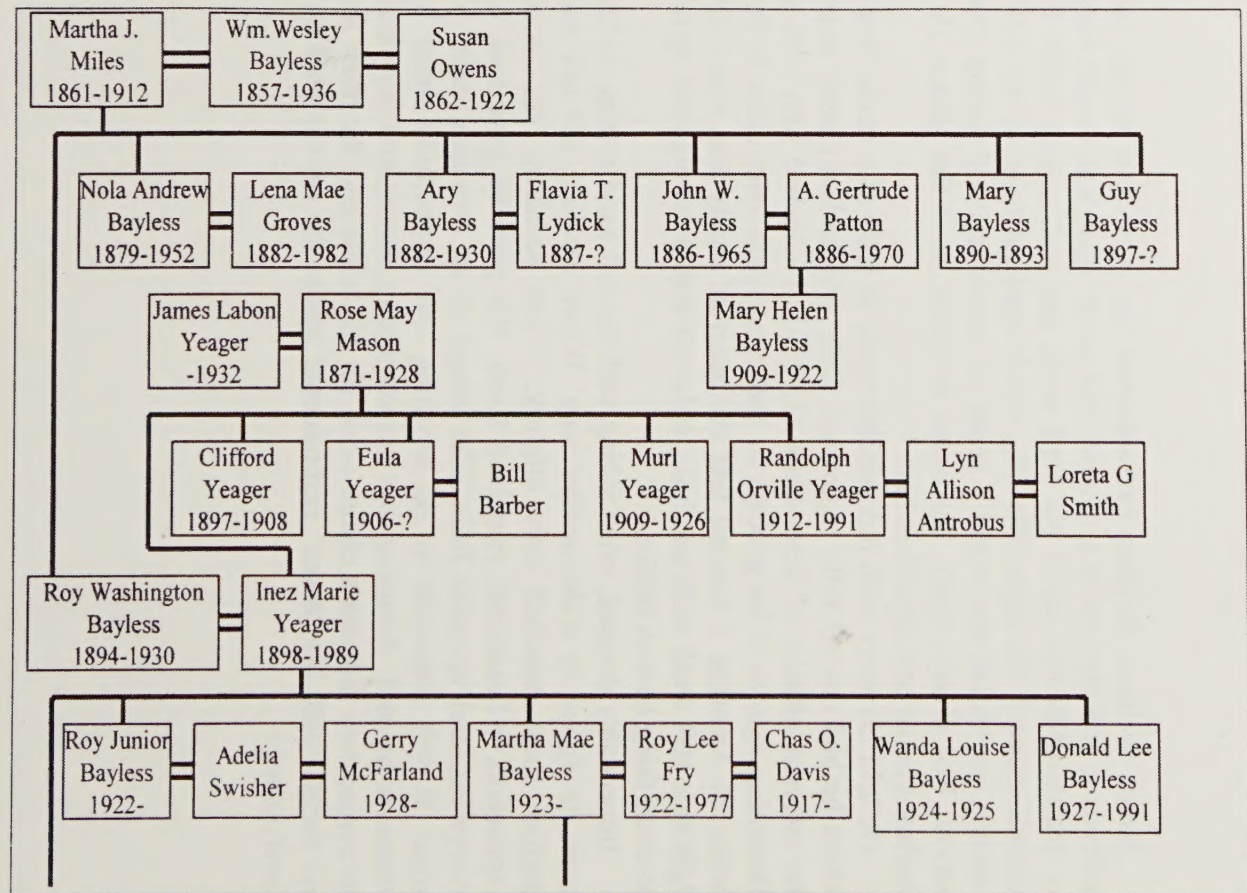 Martha J.
Miles
1861-1912
Wm.Wesley
Bayless
1857-1936
Susan
Owens
1862-1922
Nola Andrew
Bayless
1879-1952
Lena Mae
Groves
1882-1982
Ary
Bayless
1882-1930
Flavia T.
Lydick
1887-?
John W.
Bayless
1886-1965
A. Gertrude
Patton
1886-1970
Mary
Bayless
1890-1893
Guy
Bayless
1897-?
James Labon
Yeager
-1932
Rose May
Mason
1871-1928
Mary Helen
Bayless
1909-1922
Clifford
Yeager
1897-1908
Eula
Yeager
1906-?
Bill
Barber
Murl
Yeager
1909-1926
Randolph
Orville Yeager
1912-1991
Lyn
Allison
Antrobus
Loreta G
Smith
Roy Washington
Bayless
1894-1930
Inez Marie
Yeager
1898-1989
Roy Junior
Bayless
1922-
Adelia
Swisher
Gerry
McFarland
1928-
Martha Mae
Bayless
1923-
Roy Lee
Fry
1922-1977
Chas O.
Davis
1917-
Wanda Louise
Bayless
1924-1925
Donald Lee
Bayless
1927-1991